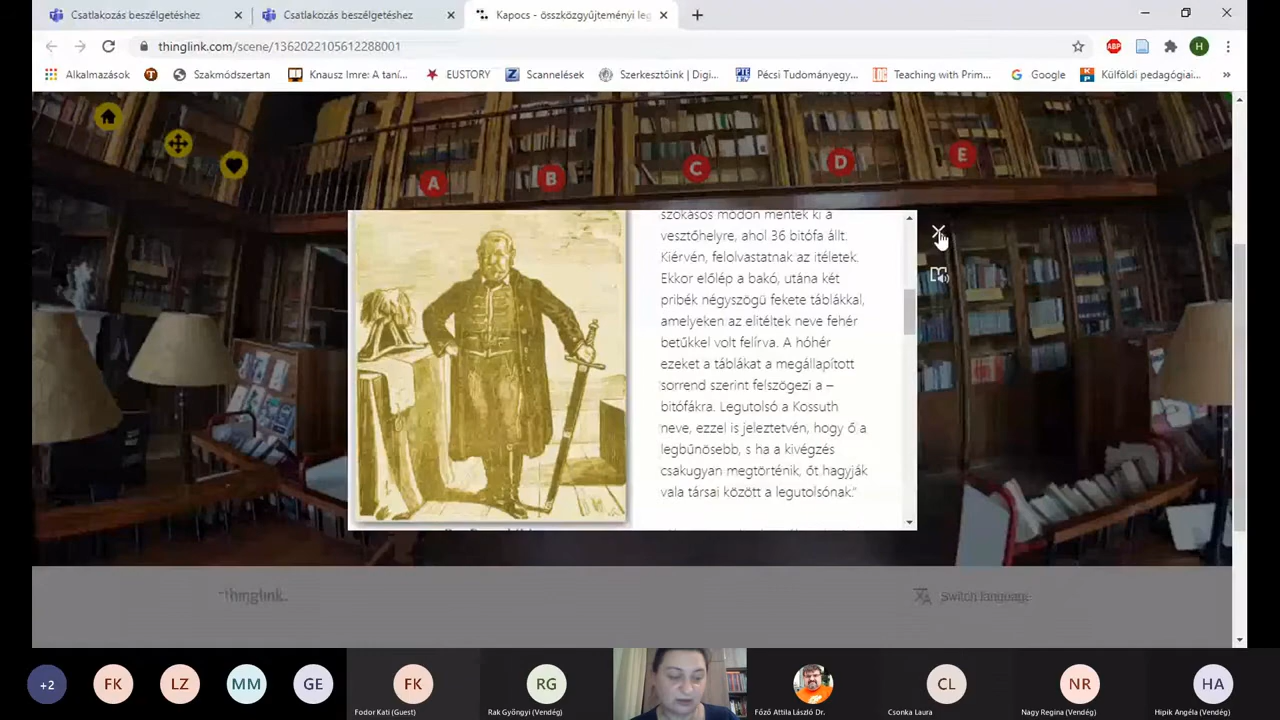 Csatlakozás beszélgetéshez
Csatlakozás beszélgetéshez
Kapocs - összközgyűjteményi leg
thinglink.com/scene/1362022105612288001
ABP
H
Alkalmazások
Szakmódszertan
Knausz Imre: A taní...
EUSTORY
Scannelések
Szerkesztőink | Digi...
Pécsi Tudományegy...
Teaching with Prim...
Google
Külföldi pedagógiai...
A
B
C
D
E
szokásos módon mentek ki a
vesztőhelyre, ahol 36 bitófa állt.
Kiérvén, felolvastatnak az itéletek.
Ekkor előlép a bakó, utána két
pribék négyszögü fekete táblákkal,
amelyeken az elitéltek neve fehér
betűkkel volt felírva. A hóhér
ezeket a táblákat a megállapított
sorrend szerint felszögezi a –
bitófákra. Legutolsó a Kossuth
neve, ezzel is jeleztetvén, hogy ő a
legbűnösebb, s ha a kivégzés
csakugyan megtörténik, őt hagyják
vala társai között a legutolsónak."
thinglink.
Switch language
+2
FK
LZ
MM
GE
FK
Fodor Kati (Guest)
RG
Rak Gyöngyi (Vendég)
Főző Attila László Dr.
CL
Csonka Laura
NR
Nagy Regina (Vendég)
HA
Hipik Angéla (Vendég)